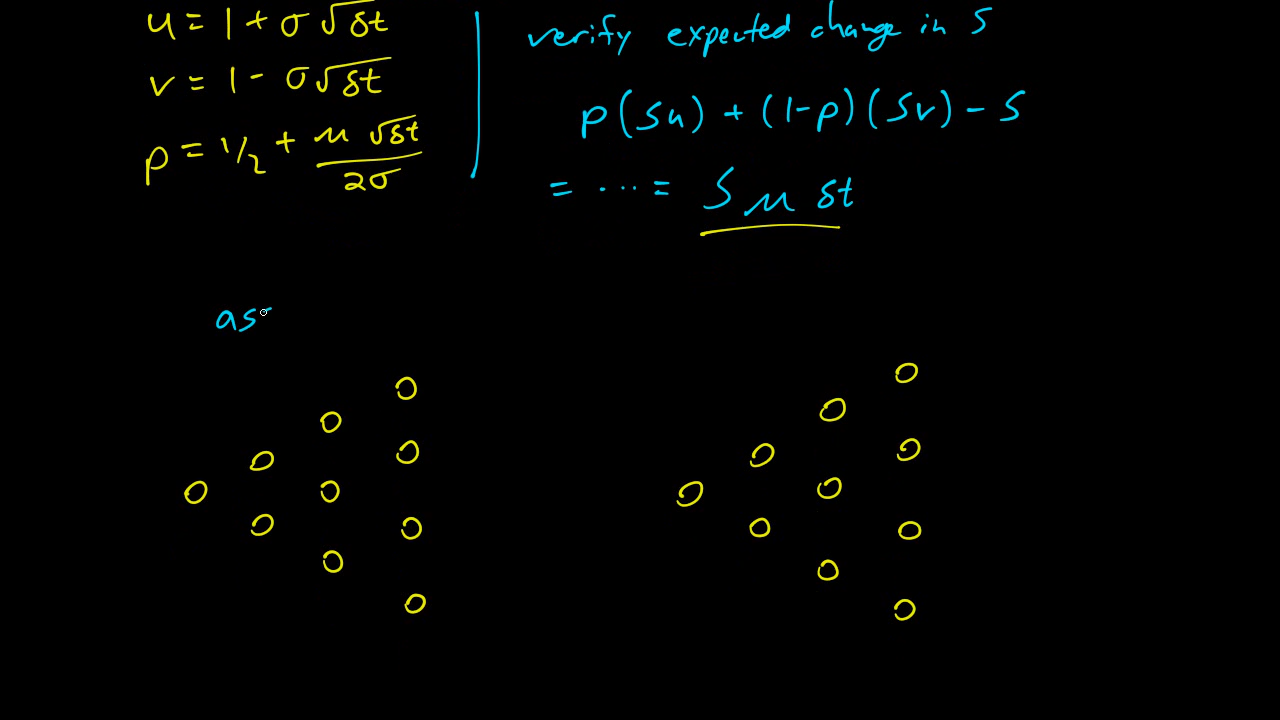 u = 1 + σ √δt
v = 1 - σ √δt
p = 1/2 + μ √δt / 2σ
verify expected change in S
p(Su) + (1-p)(Sv) - S
= ... = S μ δt
as